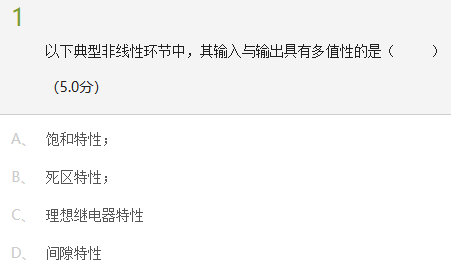 1
以下典型非线性环节中，其输入与输出具有多值性的是（　　）
（5.0分）
A、 饱和特性；
B、 死区特性；
C、 理想继电器特性
D、 间隙特性